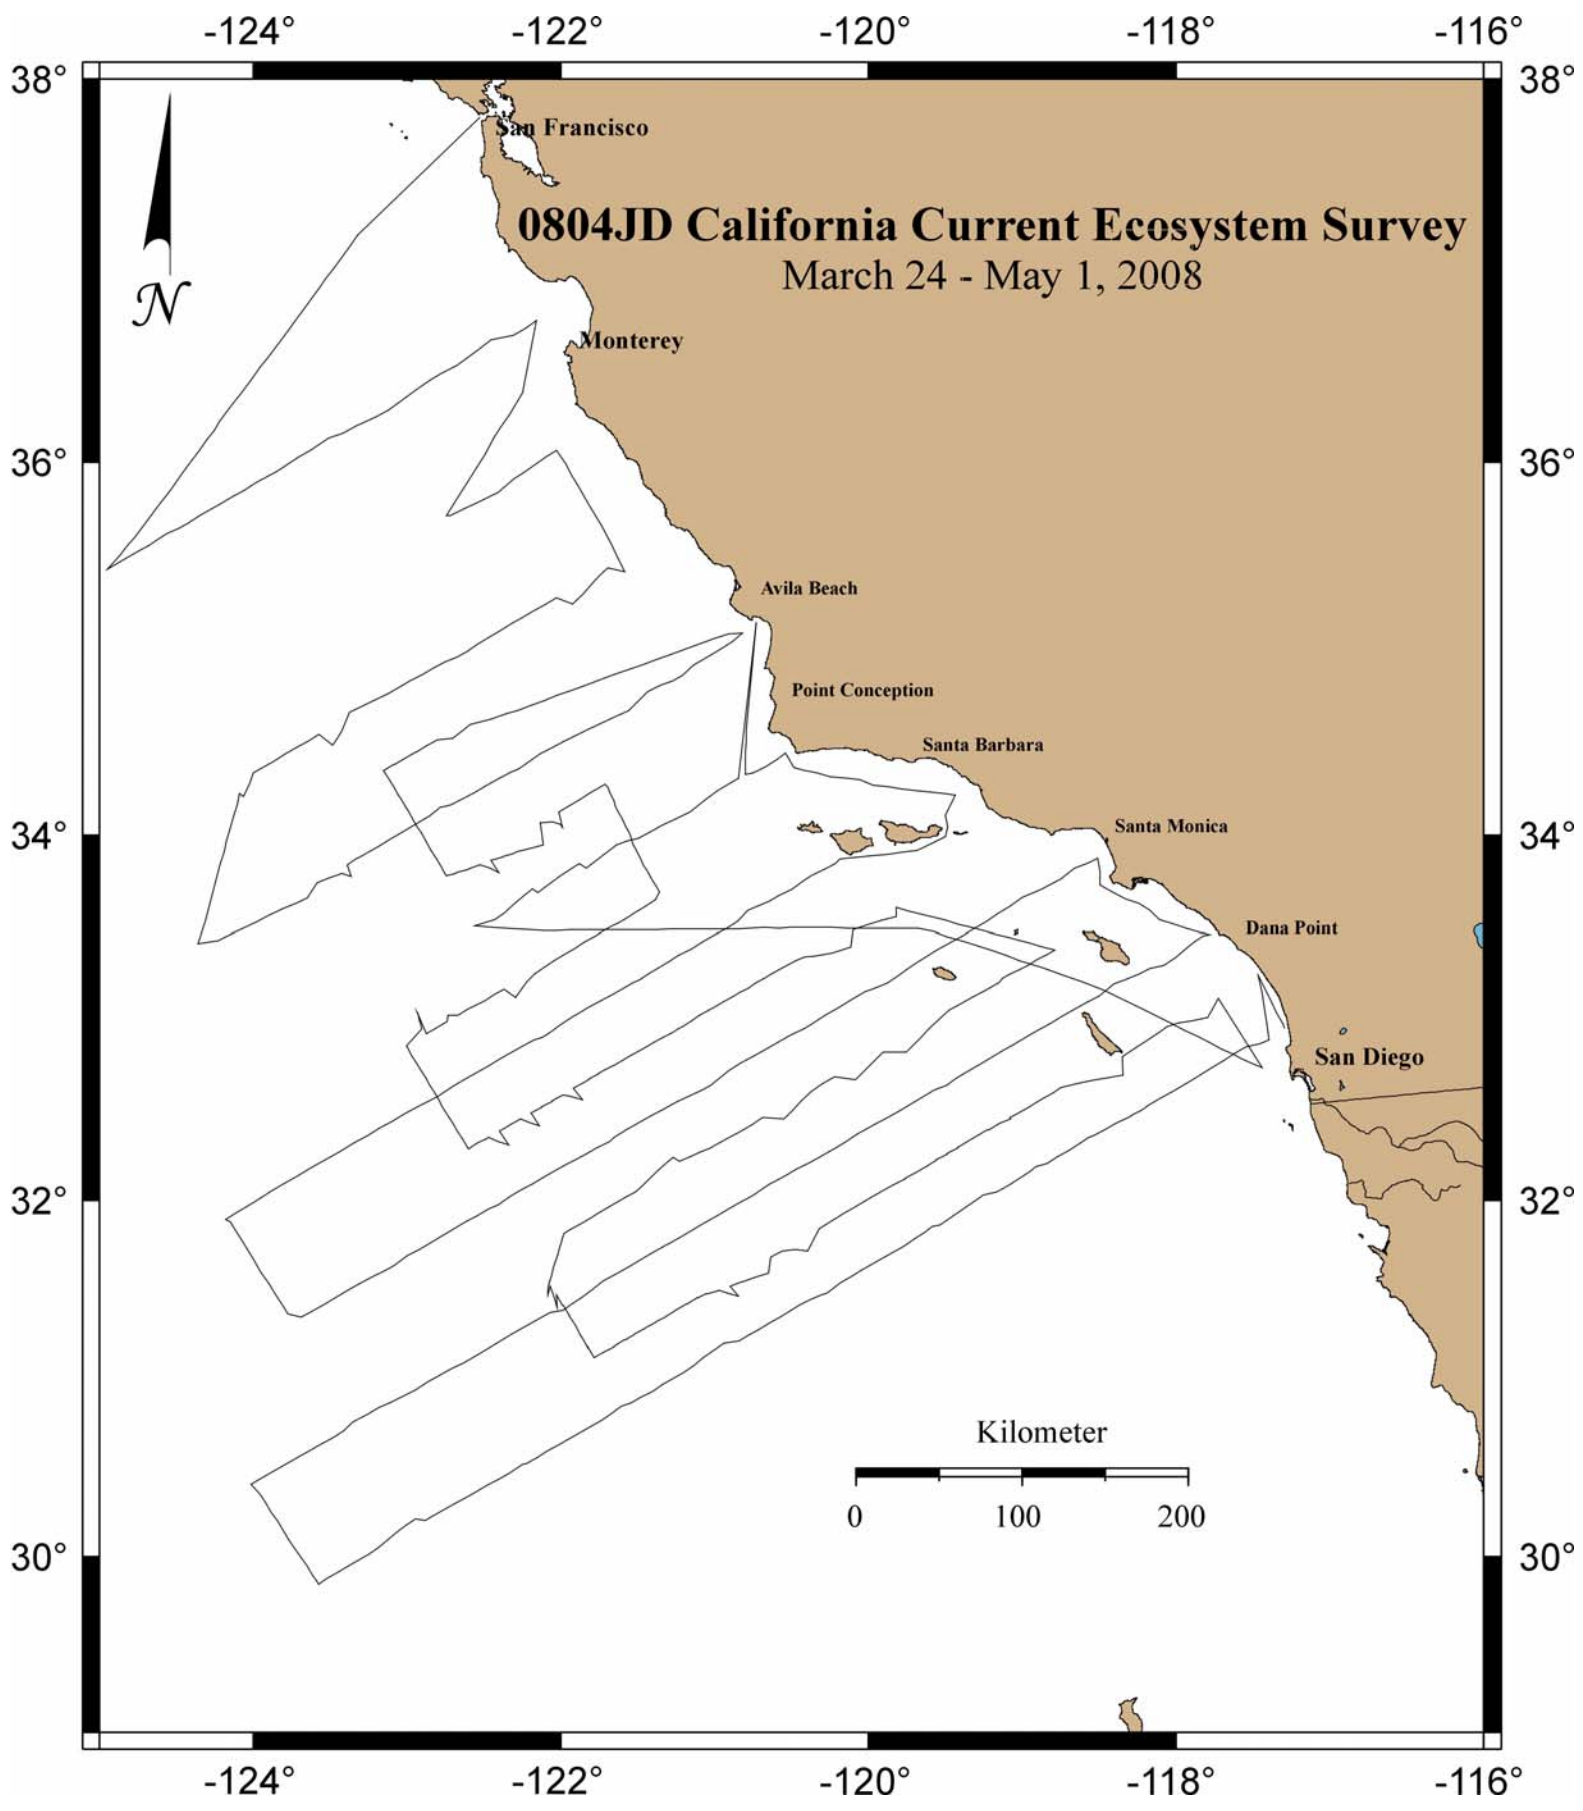 -124° -122° -120° -118° -116°
38° 38°
San Francisco
0804JD California Current Ecosystem Survey
March 24 - May 1, 2008
N
Monterey
36° 36°
Avila Beach
Point Conception
Santa Barbara
34° 34°
Santa Monica
Dana Point
San Diego
32° 32°
Kilometer
0 100 200
30° 30°
-124° -122° -120° -118° -116°